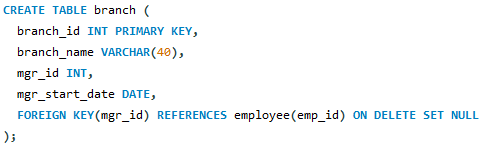 CREATE TABLE branch (
  branch_id INT PRIMARY KEY,
  branch_name VARCHAR(40),
  mgr_id INT,
  mgr_start_date DATE,
  FOREIGN KEY(mgr_id) REFERENCES employee(emp_id) ON DELETE SET NULL
);